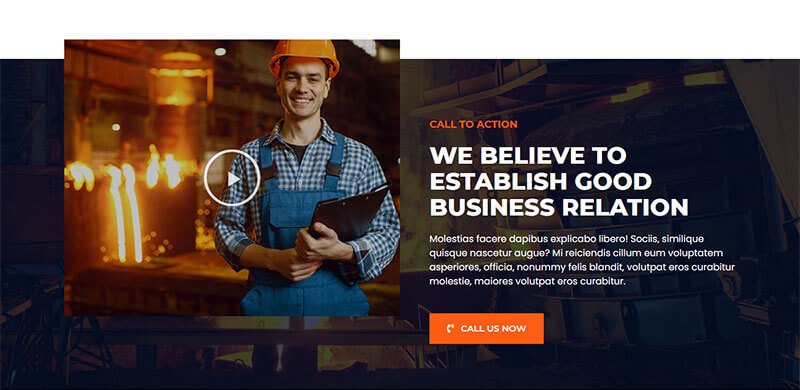 CALL TO ACTION
WE BELIEVE TO
ESTABLISH GOOD
BUSINESS RELATION
Molestias facere dapibus explicabo libero! Sociis, similique
quisque nascetur augue? Mi reiciendis cillum eum voluptatem
asperiores, officia, nonummy felis blandit, volutpat eros curabitur
molestie, maiores volutpat eros curabitur.
CALL US NOW